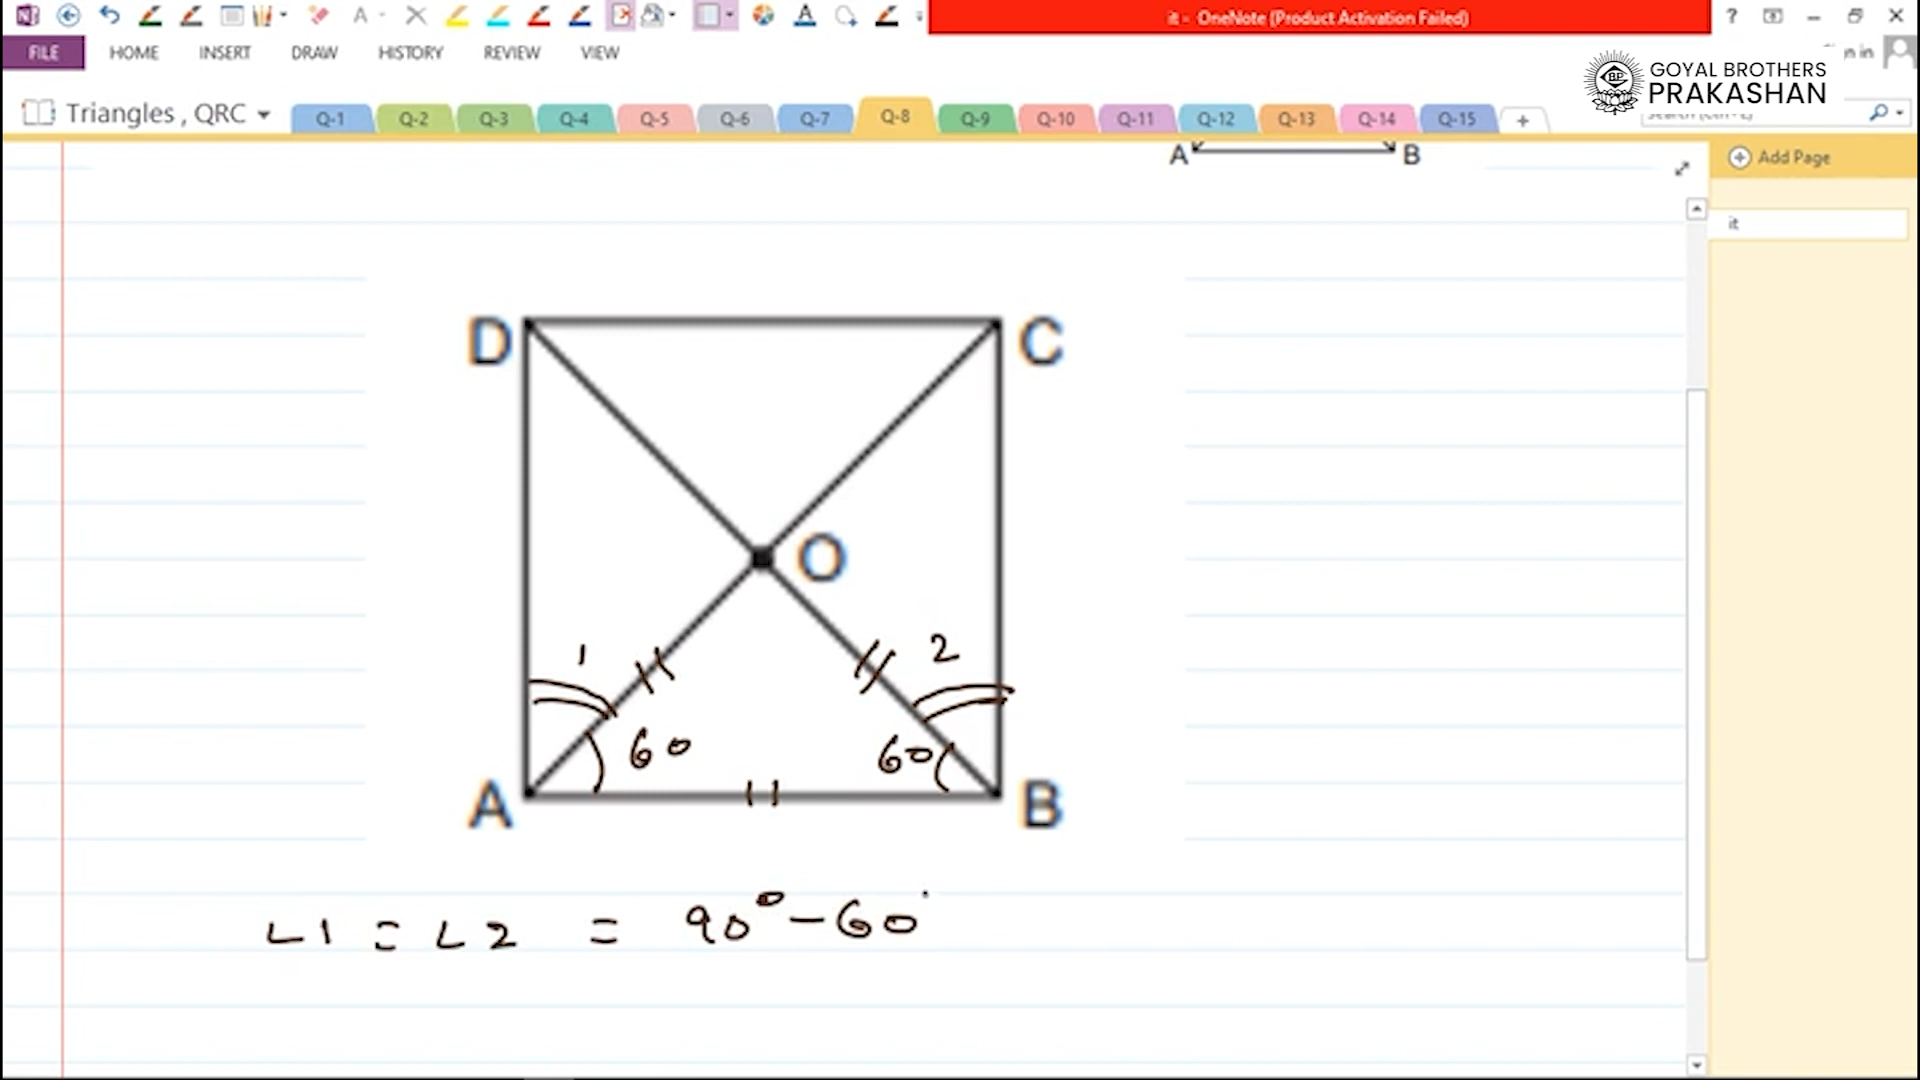 it - OneNote (Product Activation Failed)
FILE HOME INSERT DRAW HISTORY REVIEW VIEW
n in
GOYAL BROTHERS
PRAKASHAN
Triangles , QRC
Q-1 Q-2 Q-3 Q-4 Q-5 Q-6 Q-7 Q-8 Q-9 Q-10 Q-11 Q-12 Q-13 Q-14 Q-15 +
Add Page
it
A B
D C
O
1 2
60 60
A B
∠1 = ∠2 = 90° - 60°